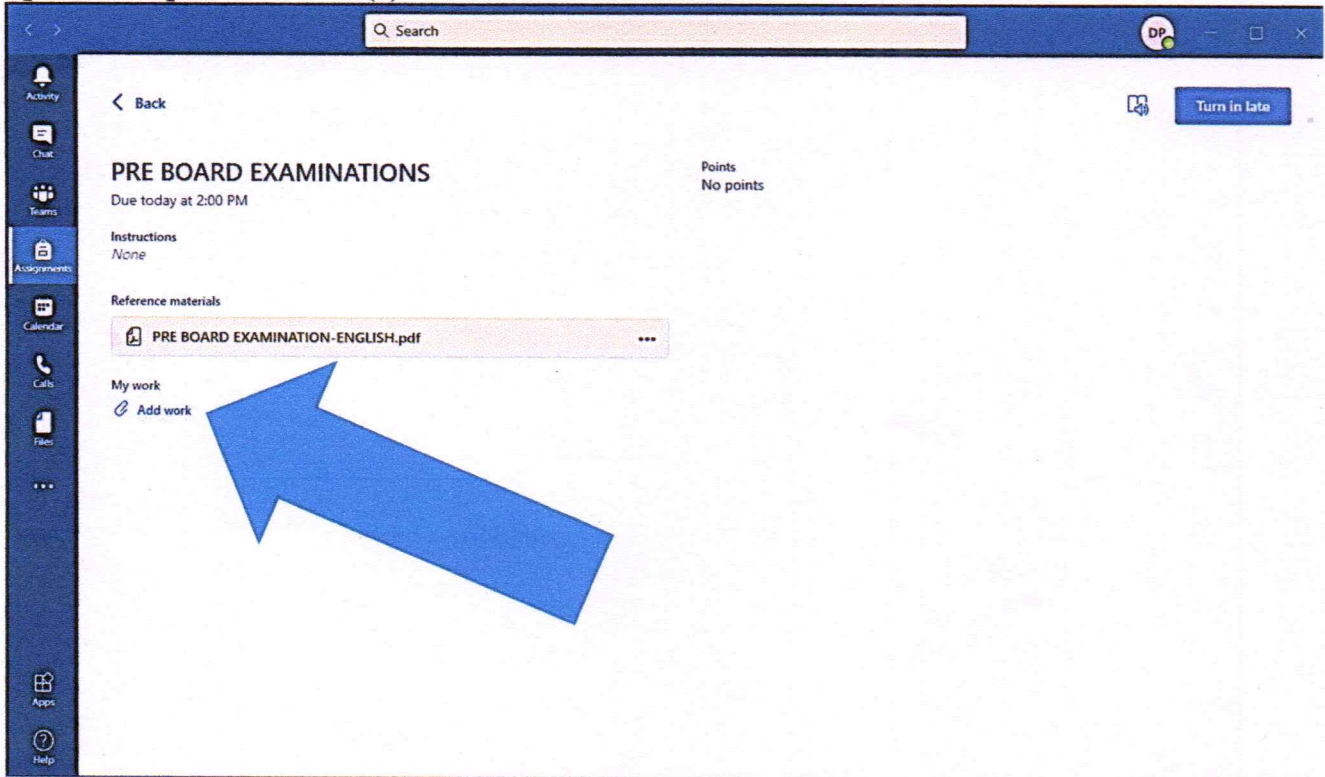 Search
DP
Activity
Chat
Teams
Assignments
Calendar
Calls
Files
Apps
Help
Back
Turn in late
PRE BOARD EXAMINATIONS
Due today at 2:00 PM
Points
No points
Instructions
None
Reference materials
PRE BOARD EXAMINATION-ENGLISH.pdf
My work
Add work